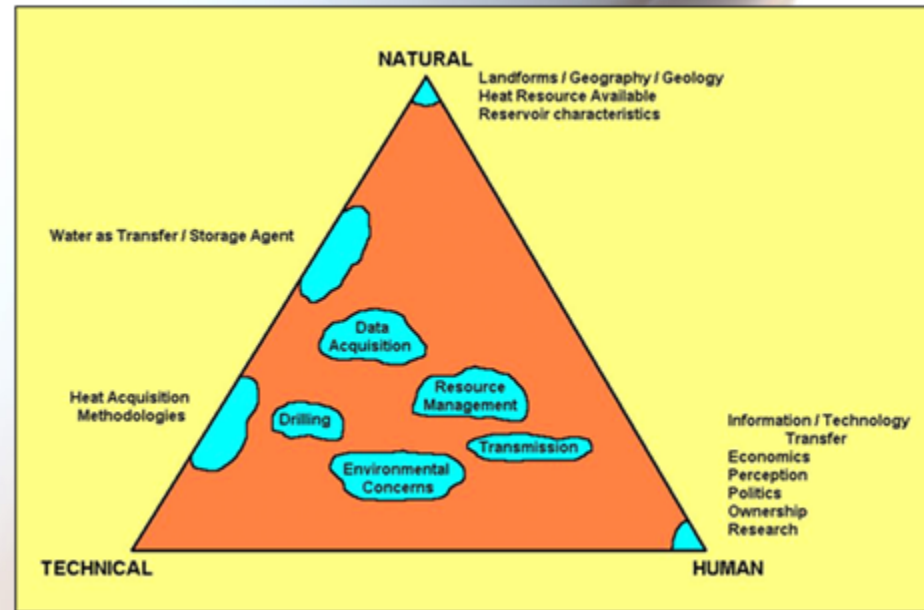 NATURAL
Landforms / Geography / Geology
Heat Resource Available
Reservoir characteristics
Water as Transfer / Storage Agent
Data
Acquisition
Heat Acquisition
Methodologies
Resource
Management
Drilling
Transmission
Environmental
Concerns
Information / Technology
Transfer
Economics
Perception
Politics
Ownership
Research
TECHNICAL
HUMAN